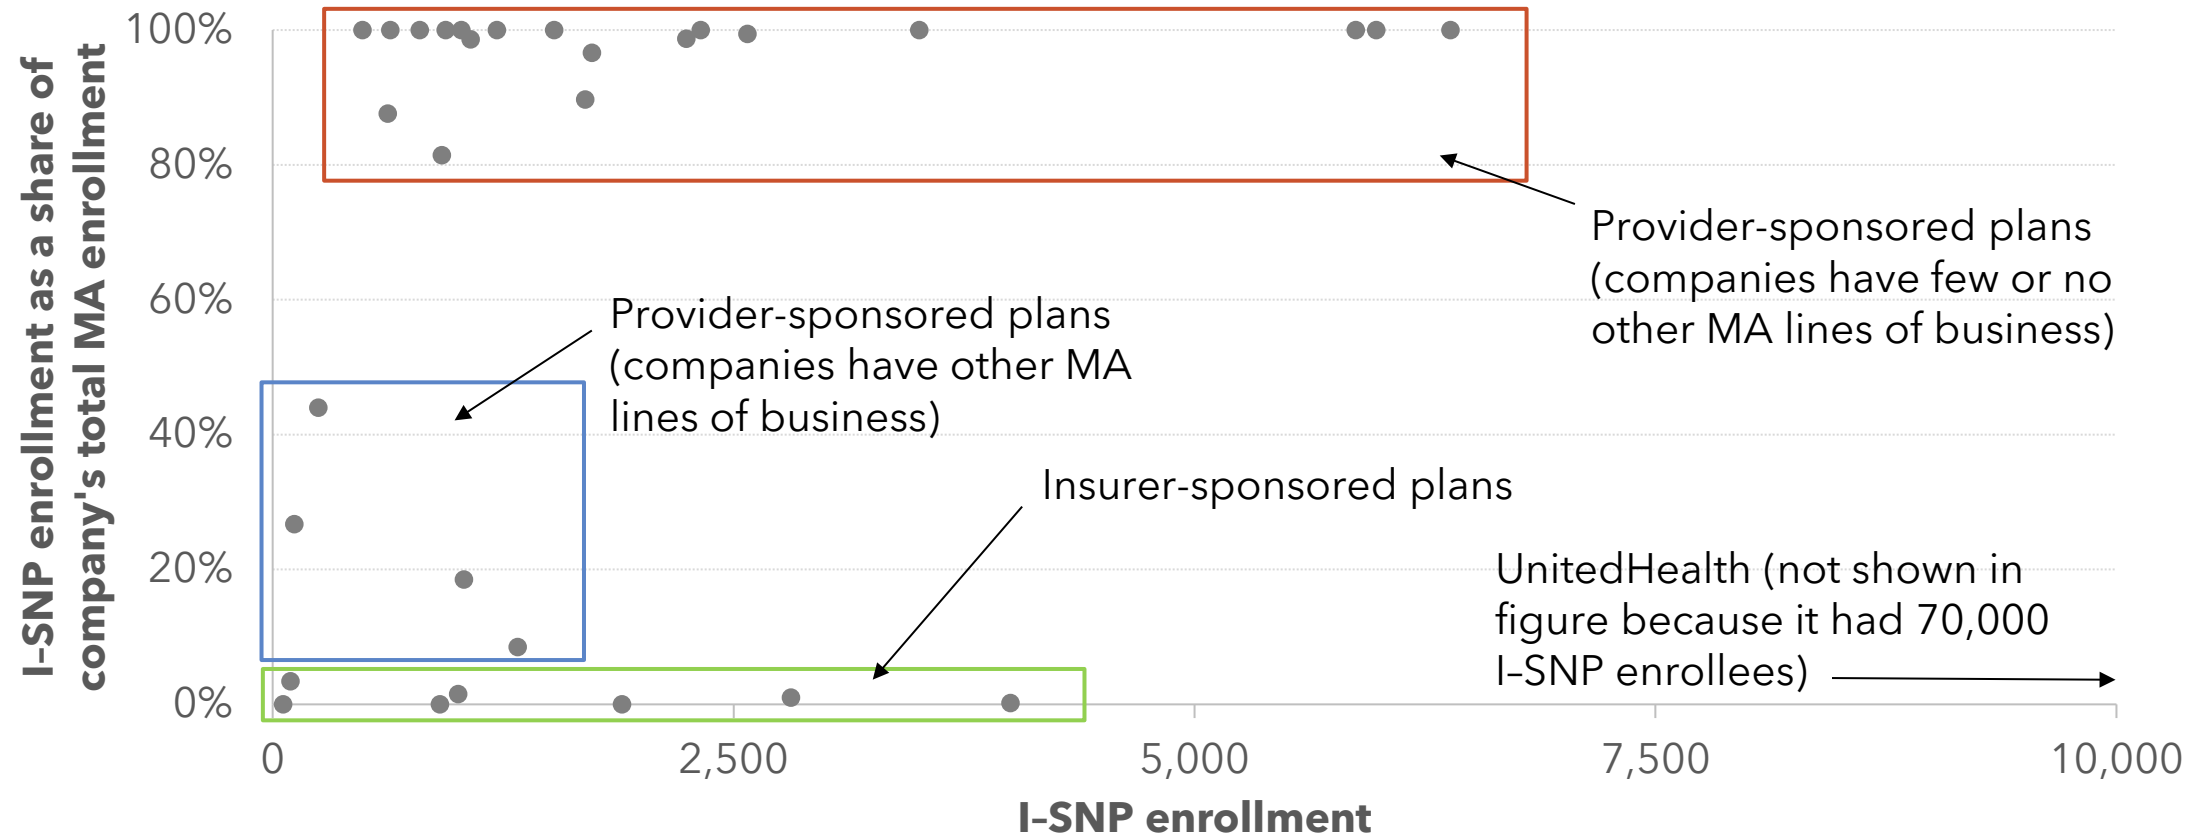 I–SNP enrollment as a share of
company's total MA enrollment
100%
80%
60%
40%
20%
0%
Provider-sponsored plans
(companies have few or no
other MA lines of business)
Provider-sponsored plans
(companies have other MA
lines of business)
Insurer-sponsored plans
UnitedHealth (not shown in
figure because it had 70,000
I–SNP enrollees)
0
2,500
5,000
7,500
10,000
I–SNP enrollment